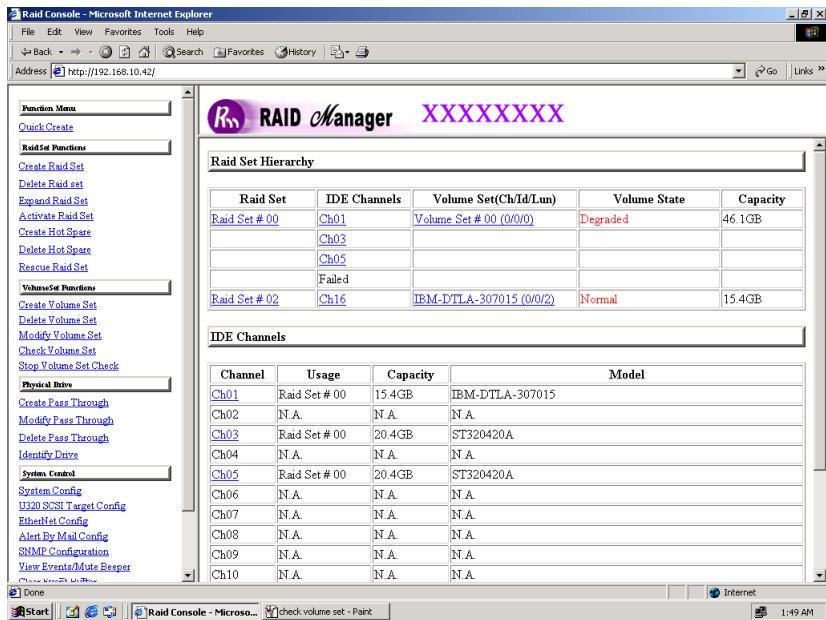 Raid Console - Microsoft Internet Explorer
File Edit View Favorites Tools Help
Back Search Favorites History
Address http://192.168.10.42/ Go Links »
Function Menu
Quick Create
RaidSet Functions
Create Raid Set
Delete Raid set
Expand Raid Set
Activate Raid Set
Create Hot Spare
Delete Hot Spare
Rescue Raid Set
VolumeSet Functions
Create Volume Set
Delete Volume Set
Modify Volume Set
Check Volume Set
Stop Volume Set Check
Physical Drive
Create Pass Through
Modify Pass Through
Delete Pass Through
Identify Drive
System Control
System Config
U320 SCSI Target Config
EtherNet Config
Alert By Mail Config
SNMP Configuration
View Events/Mute Beeper
Clear Event Buffer
RAID Manager XXXXXXXX
Raid Set Hierarchy
Raid Set IDE Channels Volume Set(Ch/Id/Lun) Volume State Capacity
Raid Set # 00 Ch01 Volume Set # 00 (0/0/0) Degraded 46.1GB
Ch03
Ch05
Failed
Raid Set # 02 Ch16 IBM-DTLA-307015 (0/0/2) Normal 15.4GB
IDE Channels
Channel Usage Capacity Model
Ch01 Raid Set # 00 15.4GB IBM-DTLA-307015
Ch02 N.A. N.A. N.A.
Ch03 Raid Set # 00 20.4GB ST320420A
Ch04 N.A. N.A. N.A.
Ch05 Raid Set # 00 20.4GB ST320420A
Ch06 N.A. N.A. N.A.
Ch07 N.A. N.A. N.A.
Ch08 N.A. N.A. N.A.
Ch09 N.A. N.A. N.A.
Ch10 N.A. N.A. N.A.
Done Internet
Start Raid Console - Microso... check volume set - Paint 1:49 AM